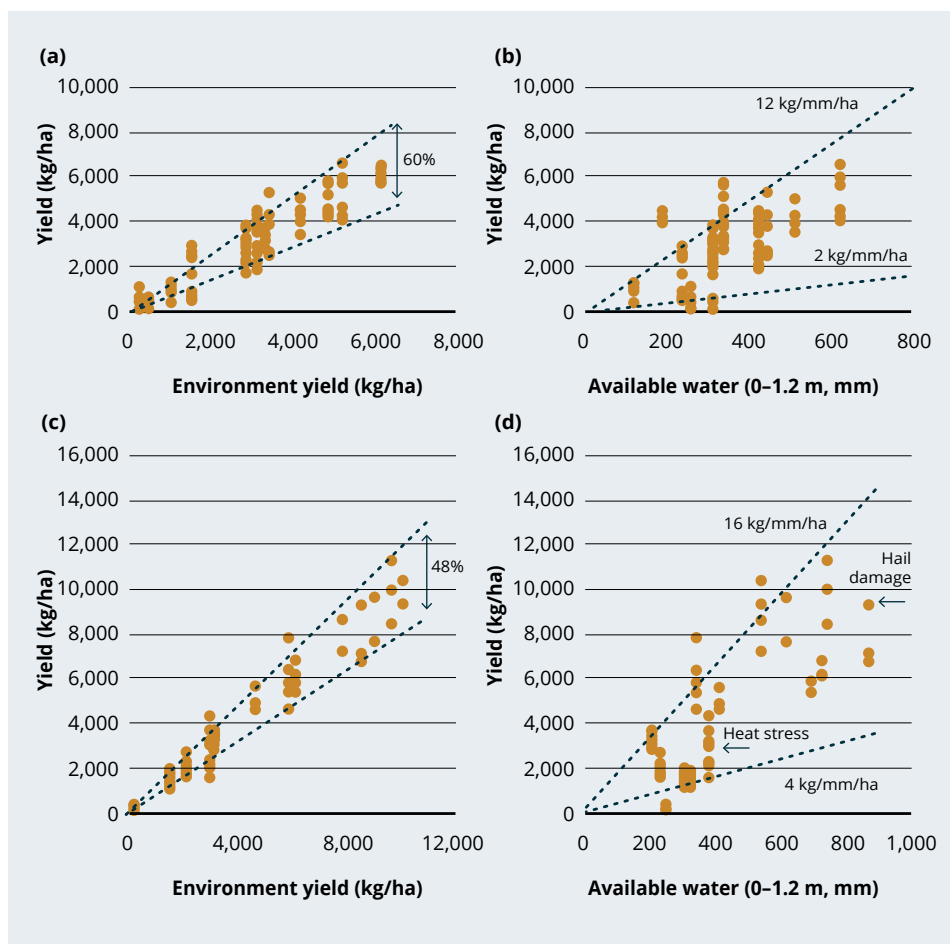 (a)
10,000
8,000
6,000
4,000
2,000
0
Yield (kg/ha)
60%
0 2,000 4,000 6,000 8,000
Environment yield (kg/ha)
(b)
10,000
8,000
6,000
4,000
2,000
0
Yield (kg/ha)
12 kg/mm/ha
2 kg/mm/ha
0 200 400 600 800
Available water (0–1.2 m, mm)
(c)
16,000
14,000
12,000
10,000
8,000
6,000
4,000
2,000
0
Yield (kg/ha)
48%
0 4,000 8,000 12,000
Environment yield (kg/ha)
(d)
16,000
14,000
12,000
10,000
8,000
6,000
4,000
2,000
0
Yield (kg/ha)
16 kg/mm/ha
Hail
damage
Heat stress
4 kg/mm/ha
0 200 400 600 800 1,000
Available water (0–1.2 m, mm)